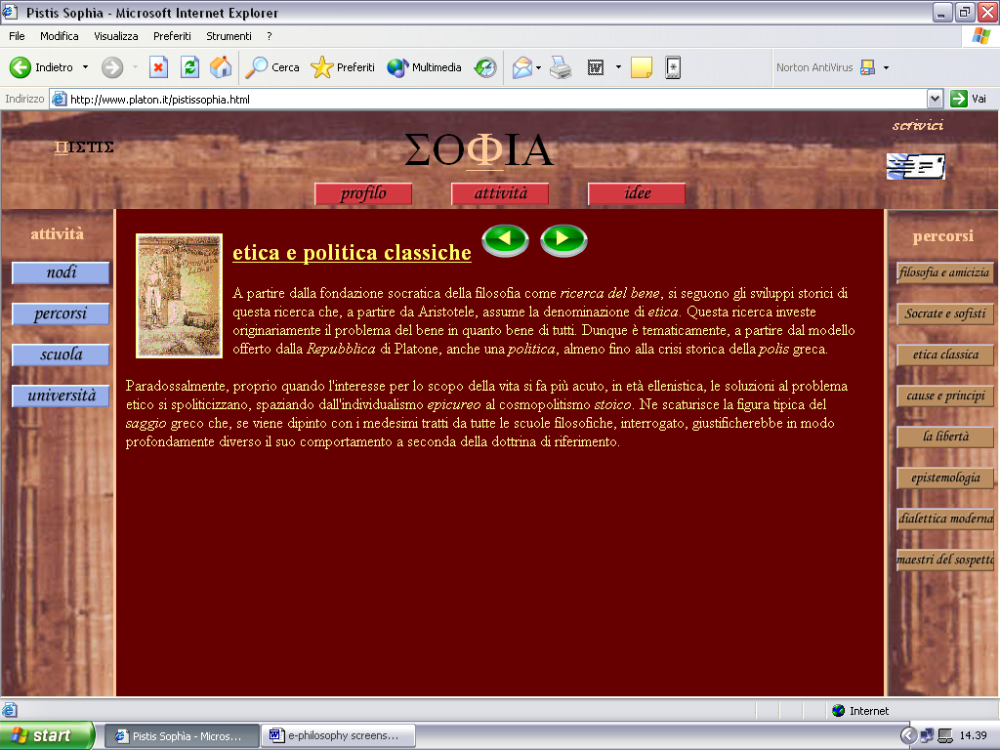 Pistis Sophìa - Microsoft Internet Explorer
File Modifica Visualizza Preferiti Strumenti ?
Indietro Cerca Preferiti Multimedia Norton AntiVirus
Indirizzo http://www.platon.it/pistissophia.html Vai
ΠΙΣΤΙΣ
ΣΟΦΙΑ
scrivici
profilo attività idee
attività
nodi
percorsi
scuola
università
etica e politica classiche
A partire dalla fondazione socratica della filosofia come ricerca del bene, si seguono gli sviluppi storici di
questa ricerca che, a partire da Aristotele, assume la denominazione di etica. Questa ricerca investe
originariamente il problema del bene in quanto bene di tutti. Dunque è tematicamente, a partire dal modello
offerto dalla Repubblica di Platone, anche una politica, almeno fino alla crisi storica della polis greca.
Paradossalmente, proprio quando l'interesse per lo scopo della vita si fa più acuto, in età ellenistica, le soluzioni al problema
etico si spoliticizzano, spaziando dall'individualismo epicureo al cosmopolitismo stoico. Ne scaturisce la figura tipica del
saggio greco che, se viene dipinto con i medesimi tratti da tutte le scuole filosofiche, interrogato, giustificherebbe in modo
profondamente diverso il suo comportamento a seconda della dottrina di riferimento.
percorsi
filosofia e amicizia
Socrate e sofisti
etica classica
cause e principi
la libertà
epistemologia
dialettica moderna
maestri del sospetto
Internet
start Pistis Sophìa - Micros... e-philosophy screens... 14.39